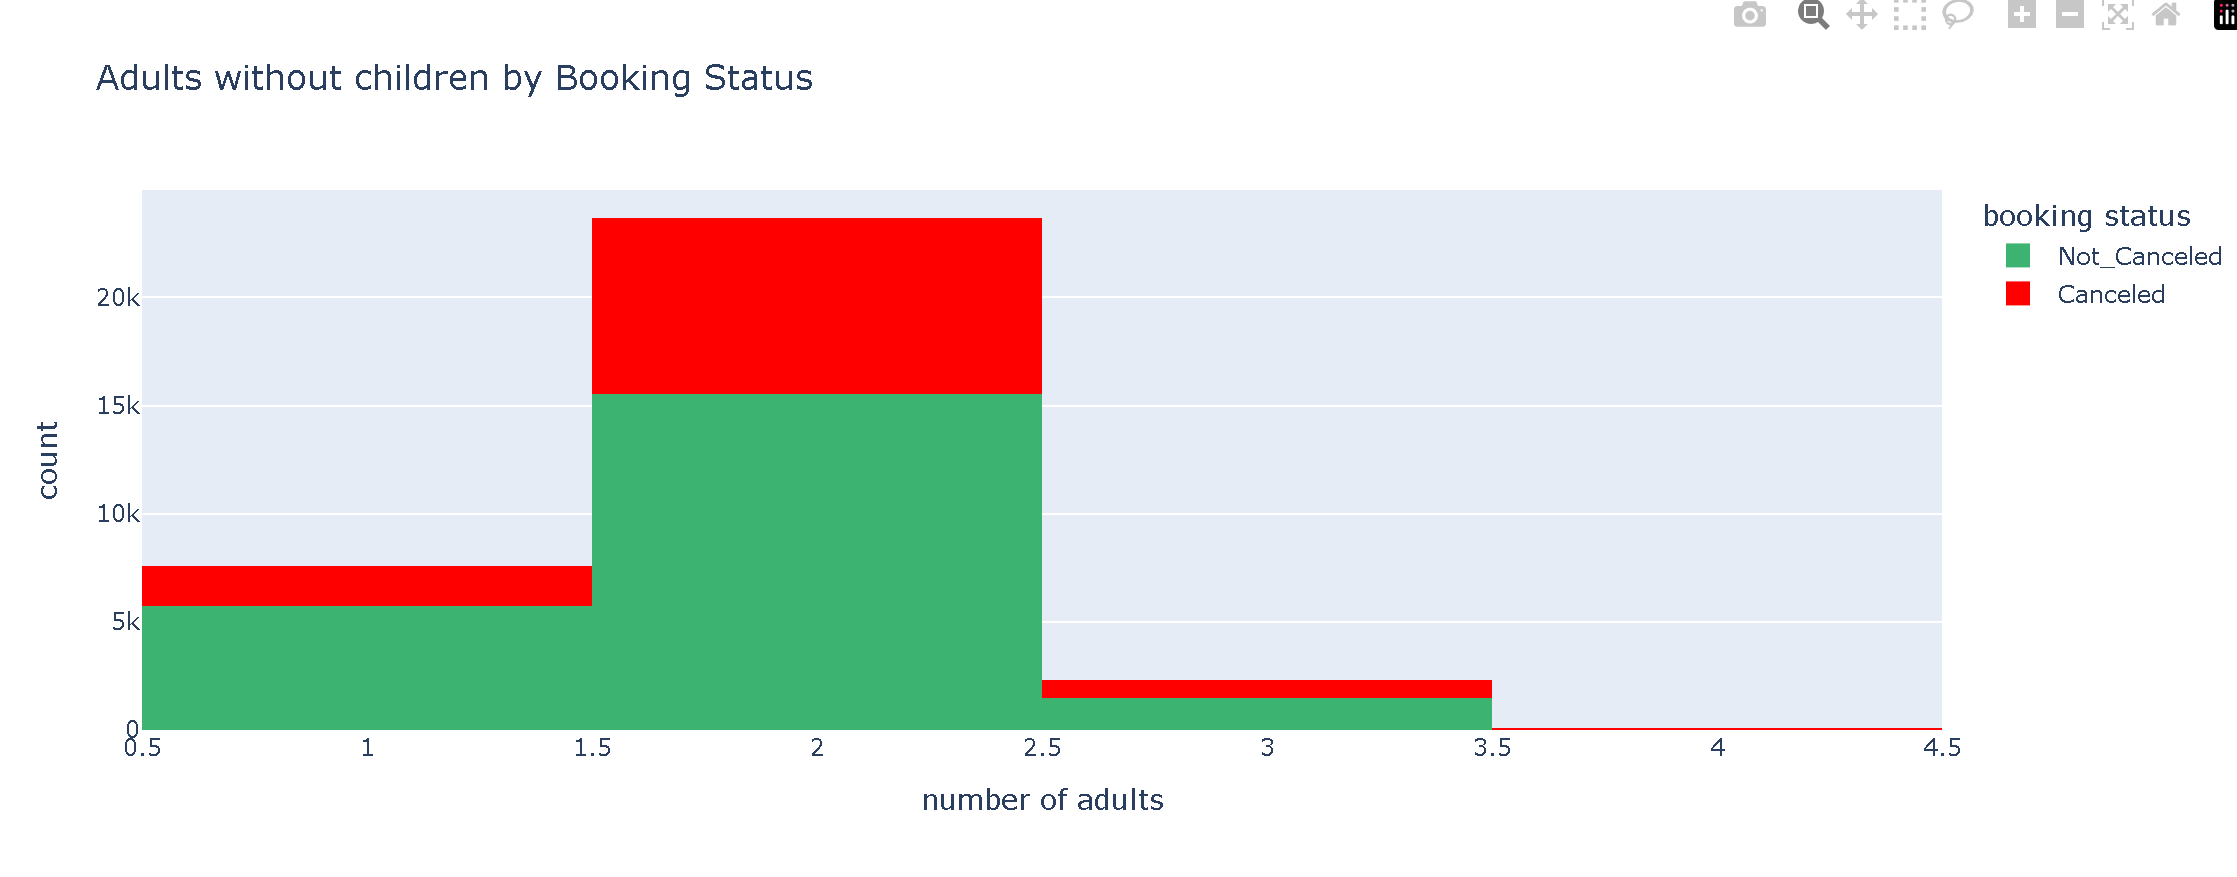 Adults without children by Booking Status
booking status
Not_Canceled
Canceled
count
20k
15k
10k
5k
0
0.5 1 1.5 2 2.5 3 3.5 4 4.5
number of adults